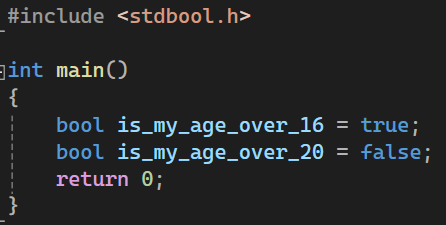 #include <stdbool.h>
int main()
{
    bool is_my_age_over_16 = true;
    bool is_my_age_over_20 = false;
    return 0;
}